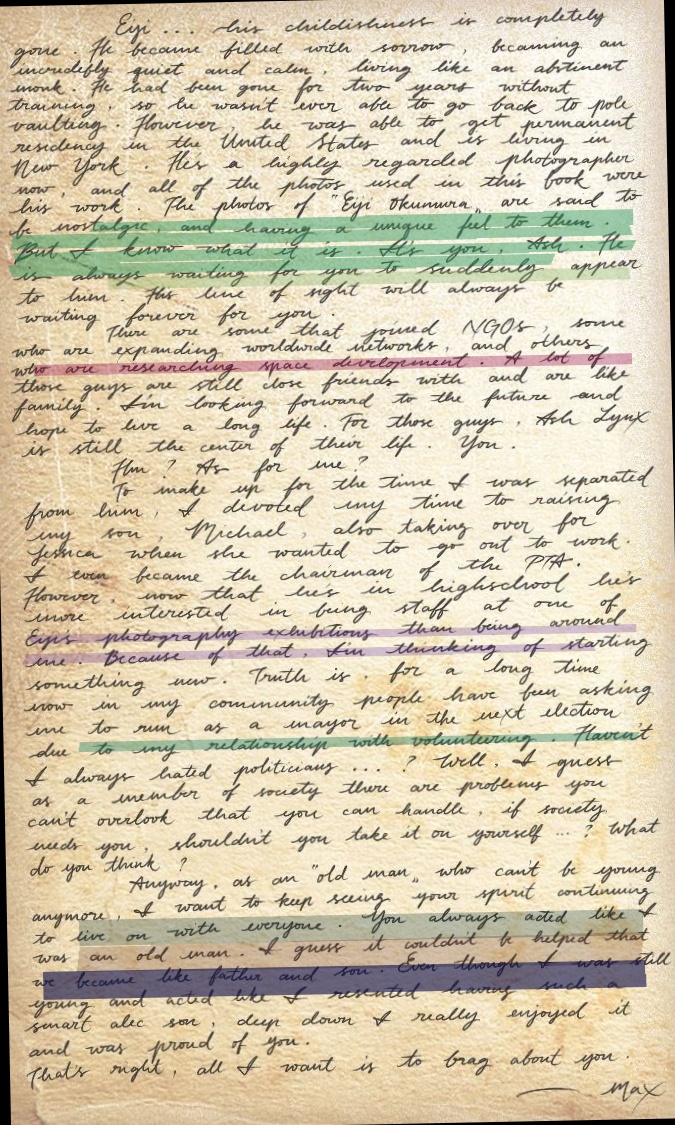 Eiji ... his childishness is completely
gone. He became filled with sorrow, becoming an
incredebly quiet and calm, living like an abstinent
monk. He had been gone for two years without
training, so he wasn't ever able to go back to pole
vaulting. However, he was able to get permanent
residency in the United States and is living in
New York. He's a highly regarded photographer
now, and all of the photos used in this book were
his work. The photos of "Eiji Okumura" are said to
be nostalgic, and having a unique feel to them.
But I know what it is. It's you, Ash. He
is always waiting for you to suddenly appear
to him. His line of sight will always be
waiting forever for you.
There are some that joined NGOs, some
who are expanding worldwide networks, and others
who are researching space development. A lot of
those guys are still close friends with and are like
family. I'm looking forward to the future and
hope to live a long life. For those guys, Ash Lynx
is still the center of their life. You.
Hm? As for me?
To make up for the time I was separated
from him, I devoted my time to raising
my son, Michael, also taking over for
Jessica when she wanted to go out to work.
I even became the chairman of the PTA.
However, now that he's in highschool he's
more interested in being staff at one of
Eiji's photography exhibitions than being around
me. Because of that, I'm thinking of starting
something new. Truth is, for a long time
now in my community people have been asking
me to run as a mayor in the next election
due to my relationship with volunteering. Haven't
I always hated politicians ... ? Well, I guess
as a member of society there are problems you
can't overlook that you can handle, if society
needs you, shouldn't you take it on yourself ... ? What
do you think?
Anyway, as an "old man" who can't be young
anymore, I want to keep seeing your spirit continuing
to live on with everyone. You always acted like I
was an old man. I guess it couldn't be helped that
we became like father and son. Even though I was still
young and acted like I resented having such a
smart alec son, deep down I really enjoyed it
and was proud of you.
That's right, all I want is to brag about you.
— Max